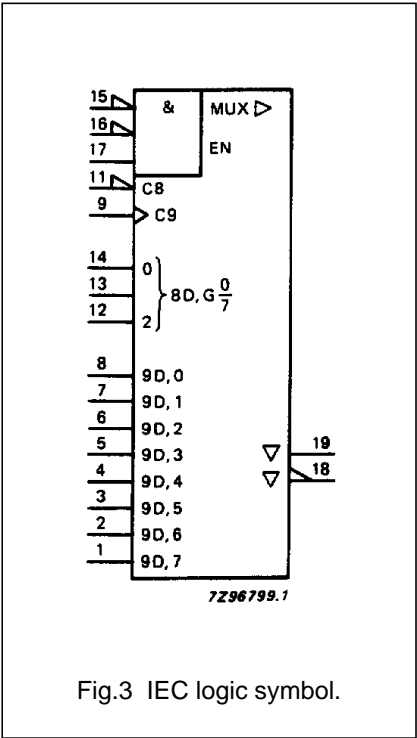 15 & MUX ▷
16
17 EN
11 C8
9 C9
14 0
13 8D, G 0/7
12 2
8 9D, 0
7 9D, 1
6 9D, 2
5 9D, 3 ▽ 19
4 9D, 4 ▽ 18
3 9D, 5
2 9D, 6
1 9D, 7
7Z96799.1
Fig.3 IEC logic symbol.